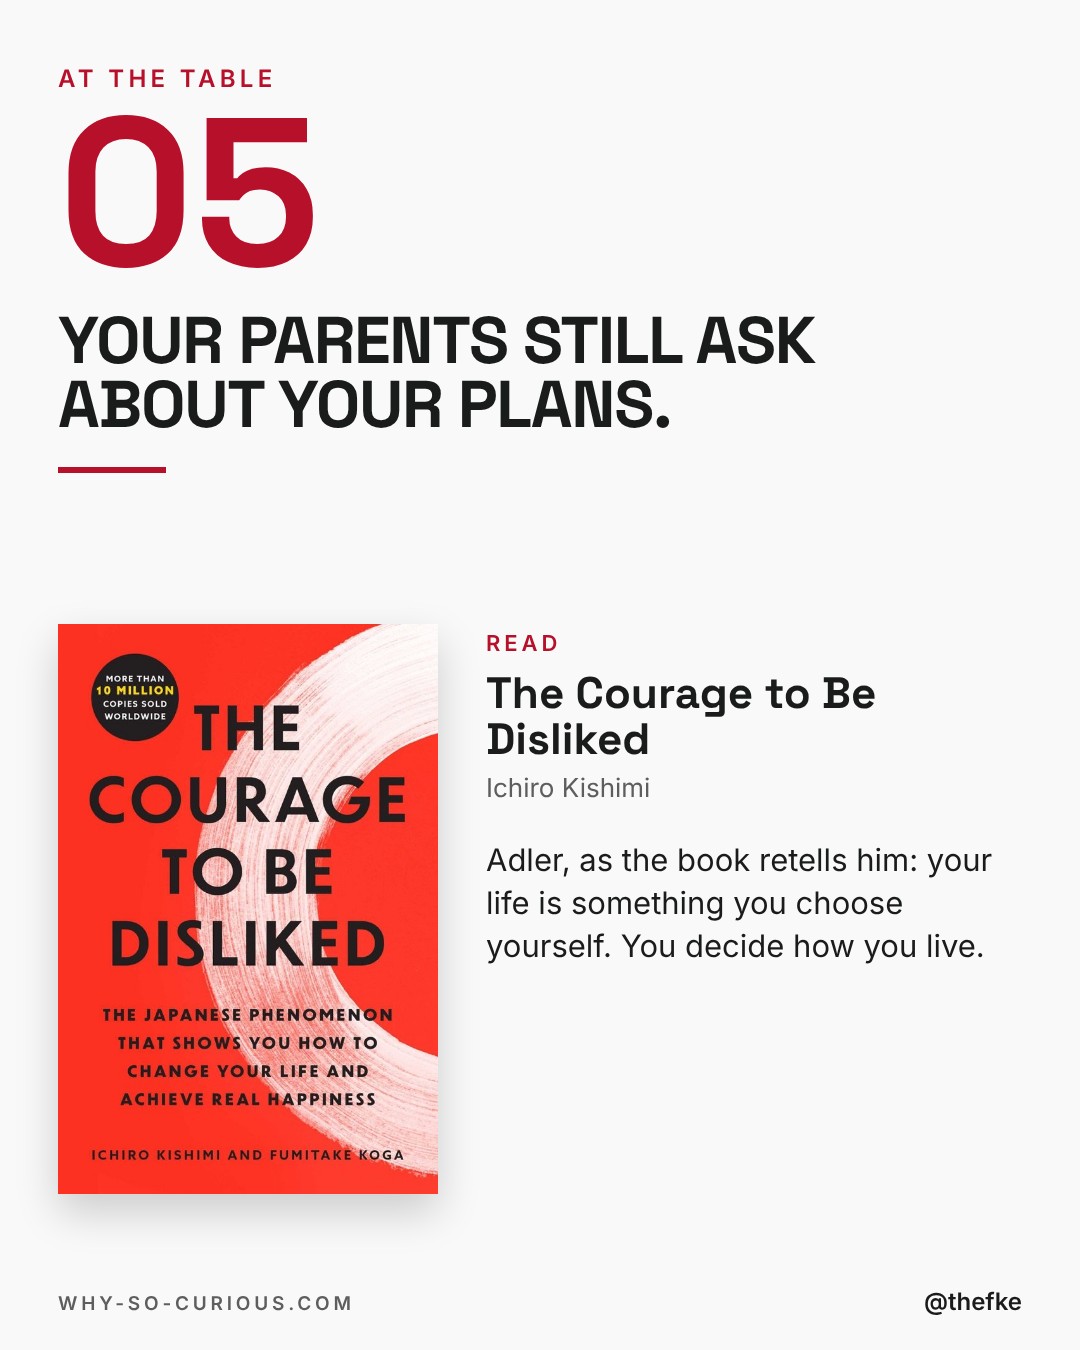 AT THE TABLE
05
YOUR PARENTS STILL ASK
ABOUT YOUR PLANS.
MORE THAN
10 MILLION
COPIES SOLD
WORLDWIDE
THE
COURAGE
TO BE
DISLIKED
THE JAPANESE PHENOMENON
THAT SHOWS YOU HOW TO
CHANGE YOUR LIFE AND
ACHIEVE REAL HAPPINESS
ICHIRO KISHIMI AND FUMITAKE KOGA
READ
The Courage to Be
Disliked
Ichiro Kishimi
Adler, as the book retells him: your
life is something you choose
yourself. You decide how you live.
WHY-SO-CURIOUS.COM
@thefke